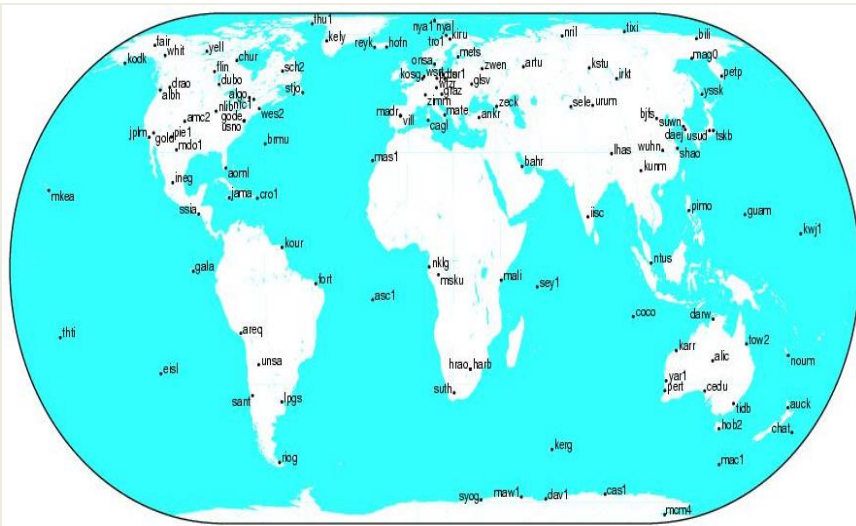 thu1
nya1 nyal
kely
reyk
hofn
tro1
kiru
nril
tixi
bili
fair
whit
yell
kodk
chur
flin
dubo
sch2
mets
onsa
zwen
artu
kstu
irkt
mag0
petp
yssk
drao
albh
algo
stjo
kosg
glsv
zimm
mate
zeck
ankr
sele
urum
bjfs
suwn
daej
usud
tskb
amc2
gode
usno
wes2
jplm
pie1
mdo1
brmu
madr
vill
cagl
mas1
bahr
lhas
wuhn
shao
kunm
mkea
ineg
aoml
jama
cro1
ssia
iisc
pimo
guam
kwj1
kour
gala
fort
nklg
msku
mali
sey1
ntus
asc1
coco
darw
thti
areq
eisl
unsa
karr
alic
tow2
noum
hrao
harb
suth
yar1
pert
cedu
tidb
auck
sant
lpgs
hob2
chat
riog
kerg
mac1
syog
maw1
dav1
cas1
mcm4